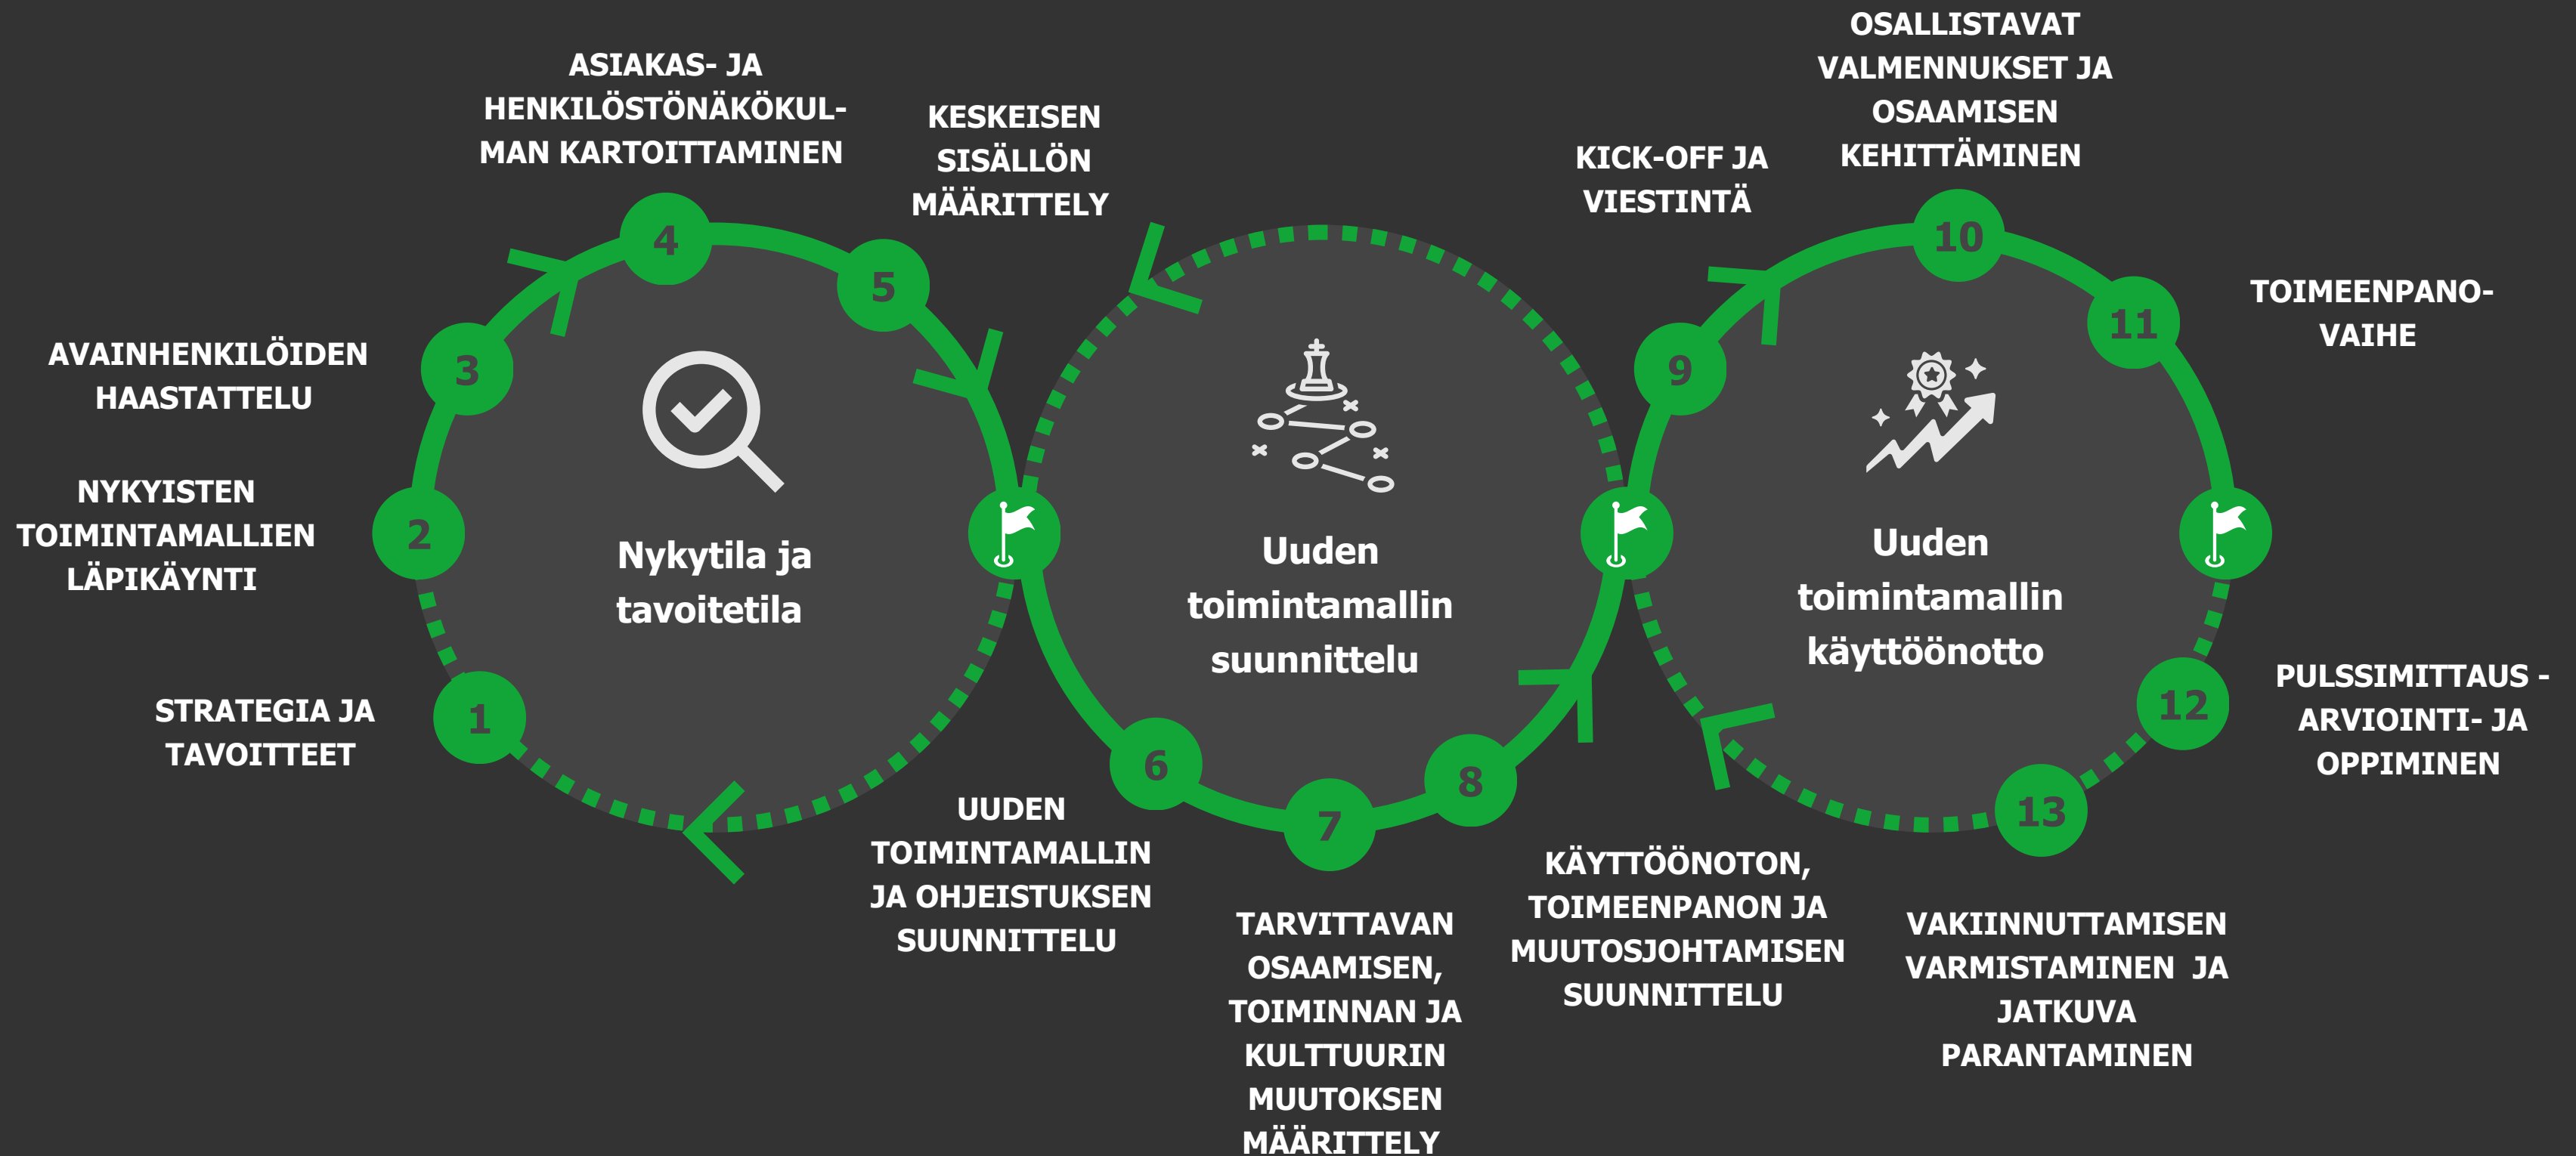 STRATEGIA JA
TAVOITTEET
1
NYKYISTEN
TOIMINTAMALLIEN
LÄPIKÄYNTI
2
AVAINHENKILÖIDEN
HAASTATTELU
3
ASIAKAS- JA
HENKILÖSTÖNÄKÖKUL-
MAN KARTOITTAMINEN
4
KESKEISEN
SISÄLLÖN
MÄÄRITTELY
5
Nykytila ja
tavoitetila
UUDEN
TOIMINTAMALLIN
JA OHJEISTUKSEN
SUUNNITTELU
6
TARVITTAVAN
OSAAMISEN,
TOIMINNAN JA
KULTTUURIN
MUUTOKSEN
MÄÄRITTELY
7
KÄYTTÖÖNOTON,
TOIMEENPANON JA
MUUTOSJOHTAMISEN
SUUNNITTELU
8
Uuden
toimintamallin
suunnittelu
KICK-OFF JA
VIESTINTÄ
9
OSALLISTAVAT
VALMENNUKSET JA
OSAAMISEN
KEHITTÄMINEN
10
TOIMEENPANO-
VAIHE
11
Uuden
toimintamallin
käyttöönotto
PULSSIMITTAUS -
ARVIOINTI- JA
OPPIMINEN
12
VAKIINNUTTAMISEN
VARMISTAMINEN  JA
JATKUVA
PARANTAMINEN
13